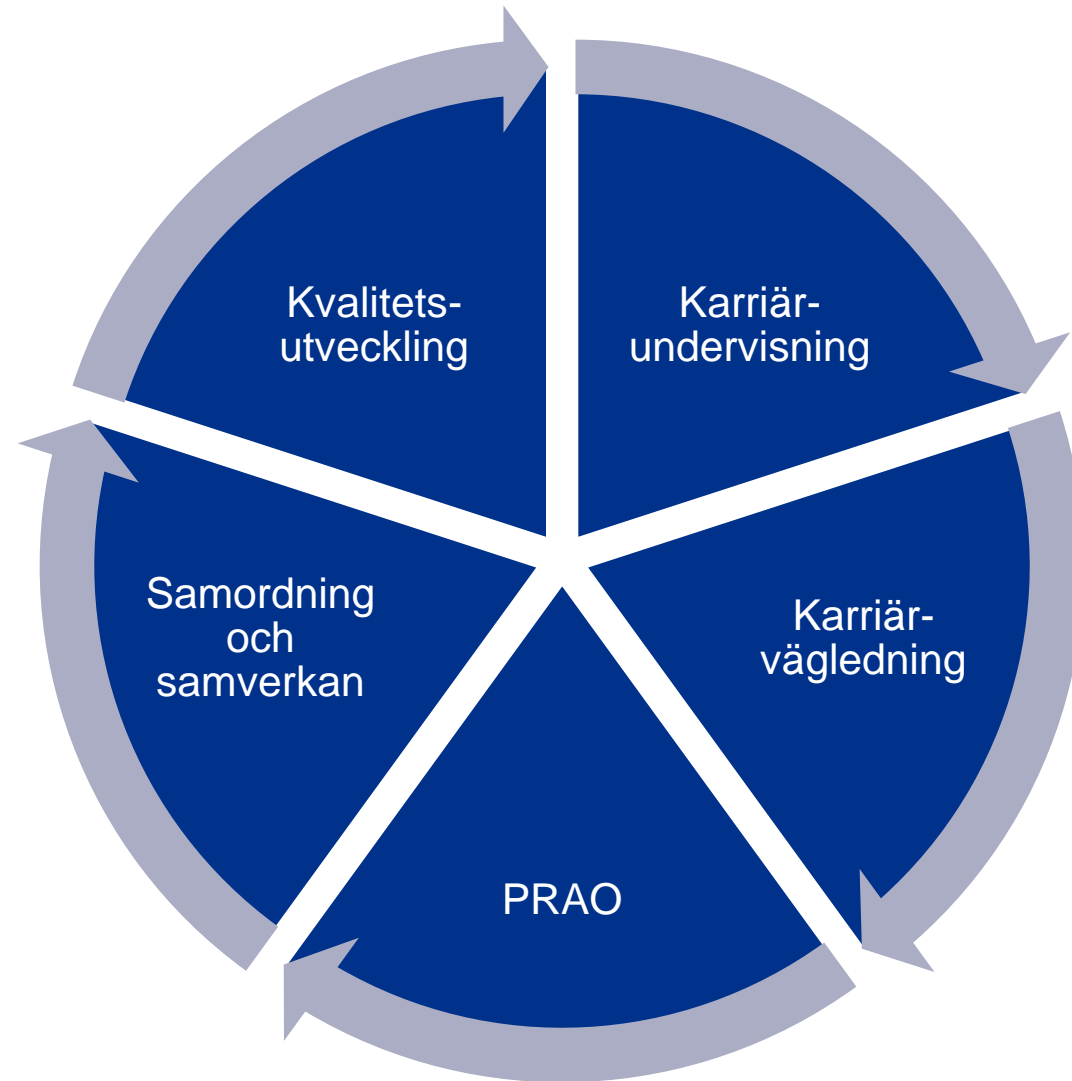 Kvalitets-
utveckling
Karriär-
undervisning
Samordning
och
samverkan
Karriär-
vägledning
PRAO